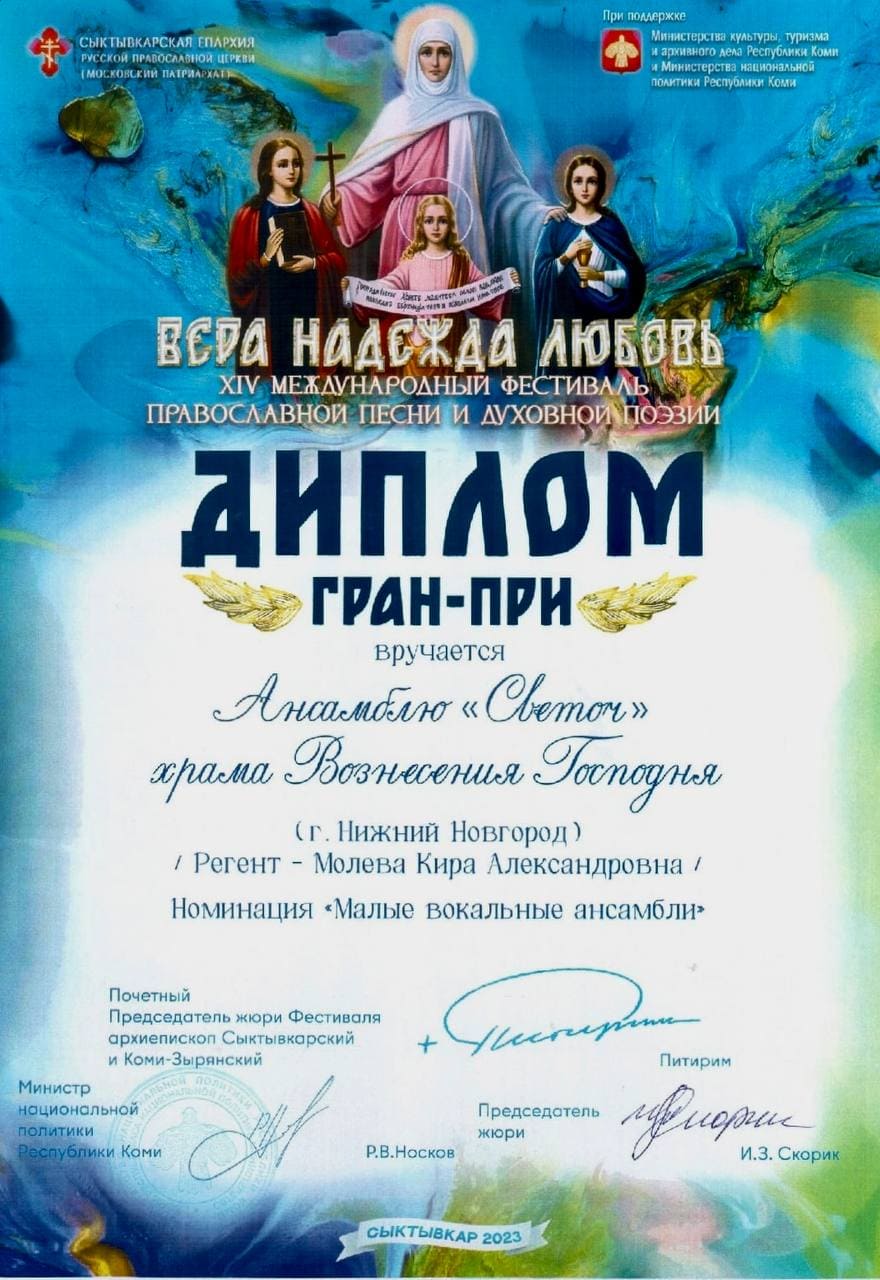 СЫКТЫВКАРСКАЯ ЕПАРХИЯ
РУССКОЙ ПРАВОСЛАВНОЙ ЦЕРКВИ
(МОСКОВСКИЙ ПАТРИАРХАТ)
При поддержке
Министерства культуры, туризма
и архивного дела Республики Коми
и Министерства национальной
политики Республики Коми
ВЕРА НАДЕЖДА ЛЮБОВЬ
XIV МЕЖДУНАРОДНЫЙ ФЕСТИВАЛЬ
ПРАВОСЛАВНОЙ ПЕСНИ И ДУХОВНОЙ ПОЭЗИИ
ДИПЛОМ
ГРАН-ПРИ
вручается
Ансамблю «Светоч»
храма Вознесения Господня
(г. Нижний Новгород)
/ Регент - Молева Кира Александровна /
Номинация «Малые вокальные ансамбли»
Почетный
Председатель жюри Фестиваля
архиепископ Сыктывкарский
и Коми-Зырянский
Питирим
Министр
национальной
политики
Республики Коми
Р.В.Носков
Председатель
жюри
И.З. Скорик
СЫКТЫВКАР 2023